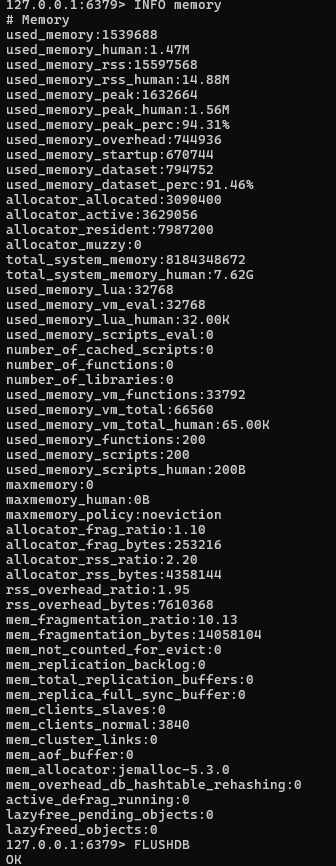 127.0.0.1:6379> INFO memory
# Memory
used_memory:1539688
used_memory_human:1.47M
used_memory_rss:15597568
used_memory_rss_human:14.88M
used_memory_peak:1632664
used_memory_peak_human:1.56M
used_memory_peak_perc:94.31%
used_memory_overhead:744936
used_memory_startup:670744
used_memory_dataset:794752
used_memory_dataset_perc:91.46%
allocator_allocated:3090400
allocator_active:3629056
allocator_resident:7987200
allocator_muzzy:0
total_system_memory:8184348672
total_system_memory_human:7.62G
used_memory_lua:32768
used_memory_vm_eval:32768
used_memory_lua_human:32.00K
used_memory_scripts_eval:0
number_of_cached_scripts:0
number_of_functions:0
number_of_libraries:0
used_memory_vm_functions:33792
used_memory_vm_total:66560
used_memory_vm_total_human:65.00K
used_memory_functions:200
used_memory_scripts:200
used_memory_scripts_human:200B
maxmemory:0
maxmemory_human:0B
maxmemory_policy:noeviction
allocator_frag_ratio:1.10
allocator_frag_bytes:253216
allocator_rss_ratio:2.20
allocator_rss_bytes:4358144
rss_overhead_ratio:1.95
rss_overhead_bytes:7610368
mem_fragmentation_ratio:10.13
mem_fragmentation_bytes:14058104
mem_not_counted_for_evict:0
mem_replication_backlog:0
mem_total_replication_buffers:0
mem_replica_full_sync_buffer:0
mem_clients_slaves:0
mem_clients_normal:3840
mem_cluster_links:0
mem_aof_buffer:0
mem_allocator:jemalloc-5.3.0
mem_overhead_db_hashtable_rehashing:0
active_defrag_running:0
lazyfree_pending_objects:0
lazyfreed_objects:0
127.0.0.1:6379> FLUSHDB
OK